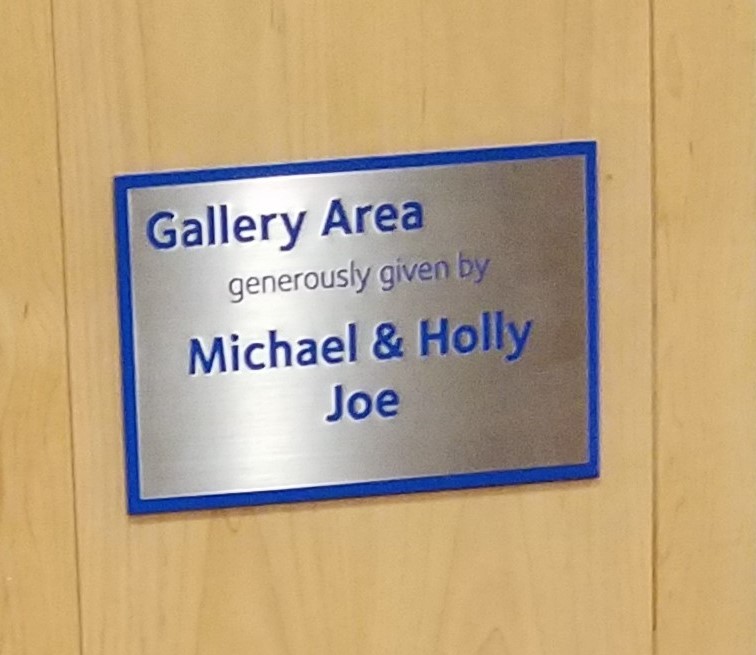 Gallery Area
generously given by
Michael & Holly
Joe